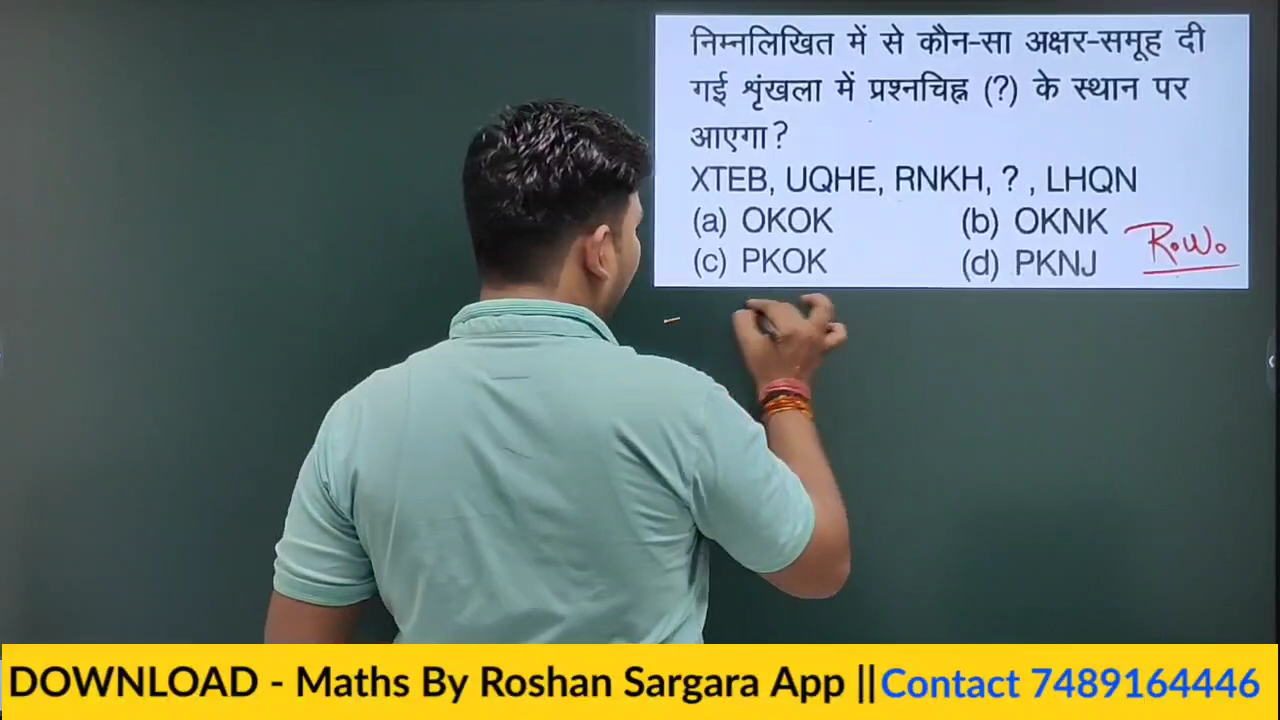 निम्नलिखित में से कौन-सा अक्षर-समूह दी
गई शृंखला में प्रश्नचिह्न (?) के स्थान पर
आएगा?
XTEB, UQHE, RNKH, ? , LHQN
(a) OKOK (b) OKNK
(c) PKOK (d) PKNJ
R.W.
DOWNLOAD - Maths By Roshan Sargara App ||Contact 7489164446